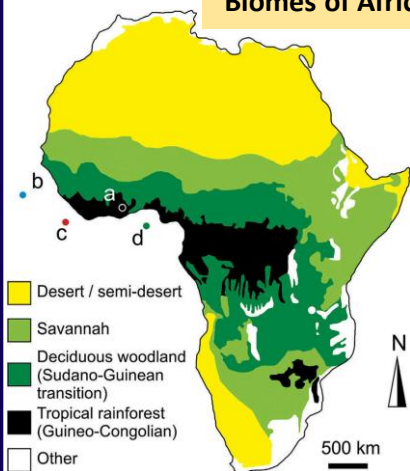 Biomes of Afric
b
a
c
d
Desert / semi-desert
Savannah
Deciduous woodland
(Sudano-Guinean
transition)
Tropical rainforest
(Guineo-Congolian)
Other
N
500 km